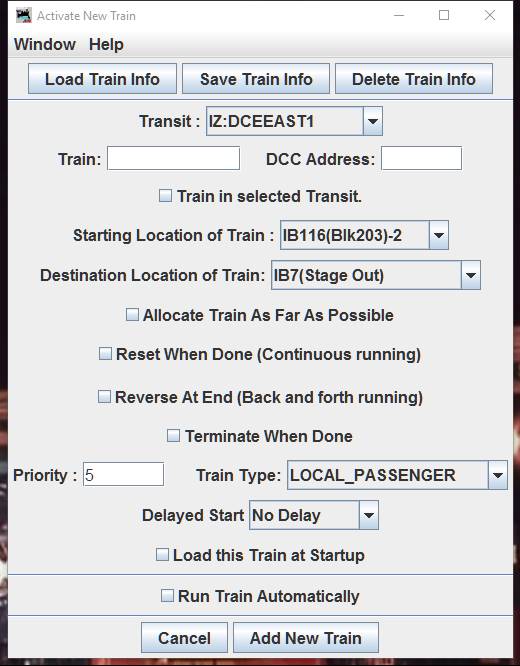 Activate New Train
Window Help
Load Train Info Save Train Info Delete Train Info
Transit : IZ:DCEEAST1
Train: DCC Address:
Train in selected Transit.
Starting Location of Train : IB116(Blk203)-2
Destination Location of Train: IB7(Stage Out)
Allocate Train As Far As Possible
Reset When Done (Continuous running)
Reverse At End (Back and forth running)
Terminate When Done
Priority : 5 Train Type: LOCAL_PASSENGER
Delayed Start No Delay
Load this Train at Startup
Run Train Automatically
Cancel Add New Train